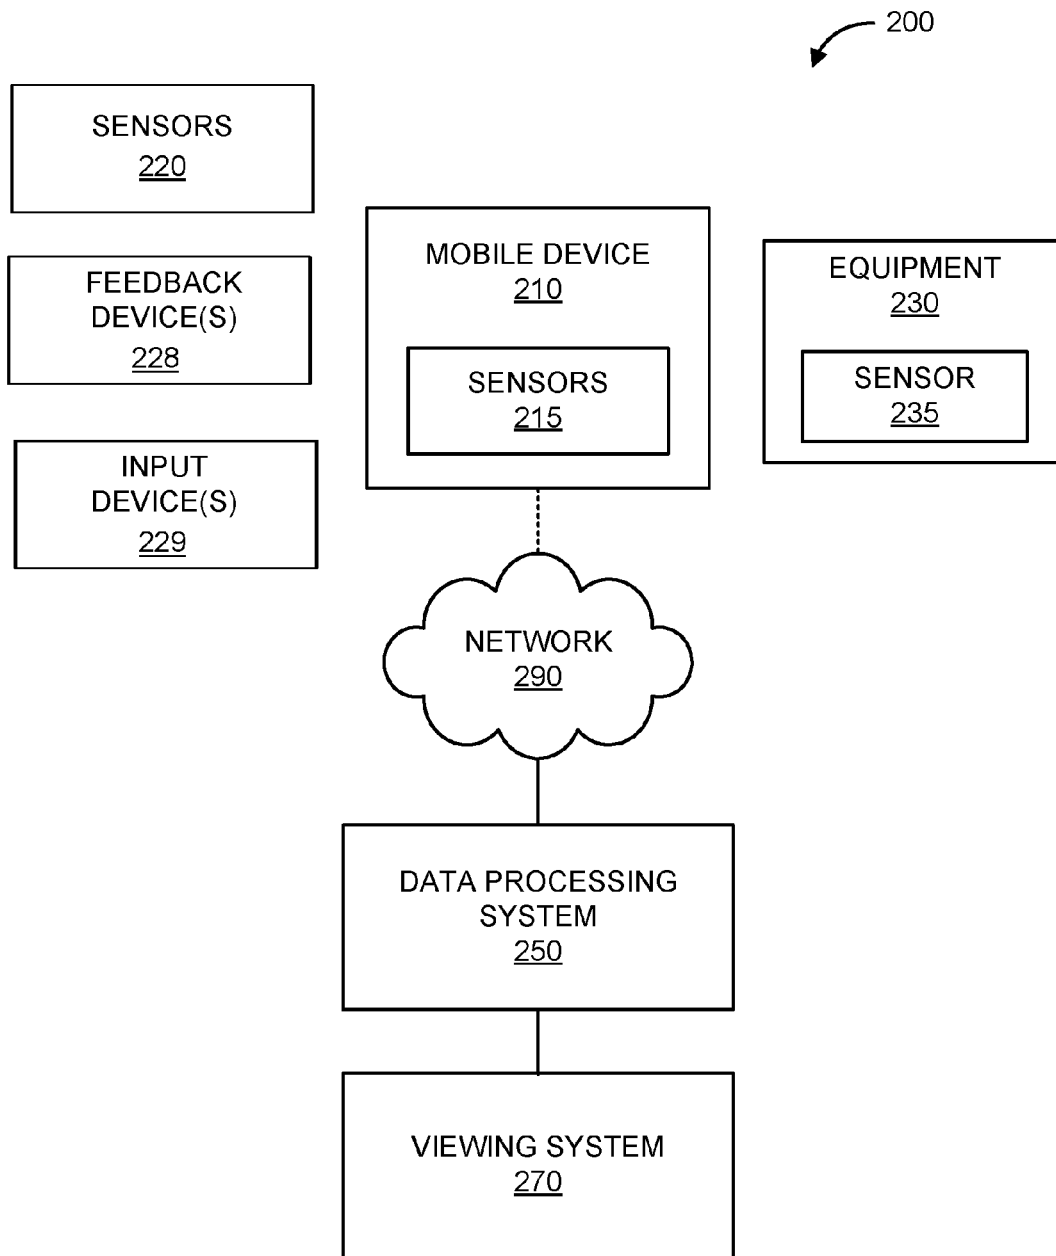 200
SENSORS
220
FEEDBACK
DEVICE(S)
228
INPUT
DEVICE(S)
229
MOBILE DEVICE
210
SENSORS
215
EQUIPMENT
230
SENSOR
235
NETWORK
290
DATA PROCESSING
SYSTEM
250
VIEWING SYSTEM
270